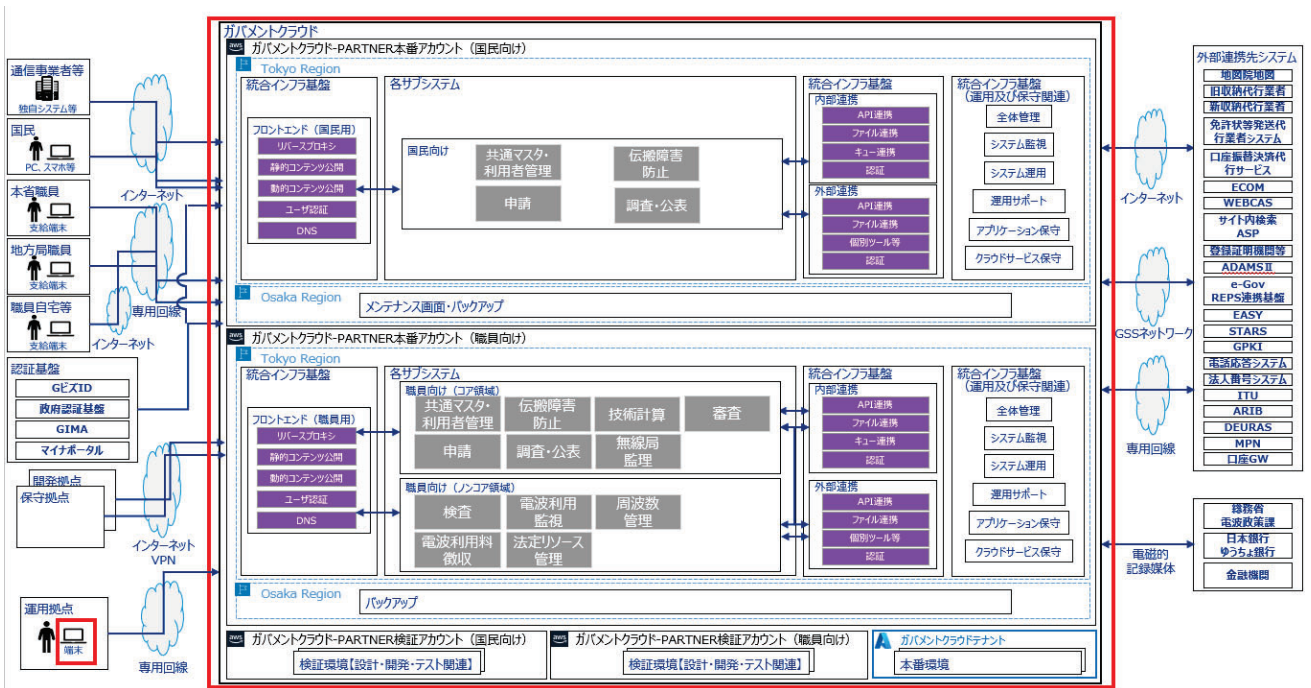 ガバメントクラウド
aws ガバメントクラウド-PARTNER本番アカウント（国民向け）
Tokyo Region
統合インフラ基盤
フロントエンド（国民用）
リバースプロキシ
静的コンテンツ公開
動的コンテンツ公開
ユーザ認証
DNS
各サブシステム
国民向け
共通マスタ・
利用者管理
伝搬障害
防止
申請
調査・公表
統合インフラ基盤
内部連携
API連携
ファイル連携
キュー連携
認証
外部連携
API連携
ファイル連携
個別ツール等
認証
統合インフラ基盤
（運用及び保守関連）
全体管理
システム監視
システム運用
運用サポート
アプリケーション保守
クラウドサービス保守
Osaka Region
メンテナンス画面・バックアップ
aws ガバメントクラウド-PARTNER本番アカウント（職員向け）
Tokyo Region
統合インフラ基盤
フロントエンド（職員用）
リバースプロキシ
静的コンテンツ公開
動的コンテンツ公開
ユーザ認証
DNS
各サブシステム
職員向け（コア領域）
共通マスタ・
利用者管理
伝搬障害
防止
技術計算
審査
申請
調査・公表
無線局
監理
職員向け（ノンコア領域）
検査
電波利用
監視
周波数
管理
電波利用料
徴収
法定リソース
管理
統合インフラ基盤
内部連携
API連携
ファイル連携
キュー連携
認証
外部連携
API連携
ファイル連携
個別ツール等
認証
統合インフラ基盤
（運用及び保守関連）
全体管理
システム監視
システム運用
運用サポート
アプリケーション保守
クラウドサービス保守
Osaka Region
バックアップ
aws ガバメントクラウド-PARTNER検証アカウント（国民向け）
検証環境【設計・開発・テスト関連】
aws ガバメントクラウド-PARTNER検証アカウント（職員向け）
検証環境【設計・開発・テスト関連】
ガバメントクラウドテナント
本番環境
通信事業者等
独自システム等
国民
PC、スマホ等
本省職員
支給端末
地方局職員
支給端末
職員自宅等
支給端末
インターネット
専用回線
インターネット
認証基盤
GビズID
政府認証基盤
GIMA
マイナポータル
開発拠点
保守拠点
インターネット
VPN
運用拠点
端末
専用回線
インターネット
GSSネットワーク
専用回線
電磁的
記録媒体
外部連携先システム
地図院地図
旧収納代行業者
新収納代行業者
免許状等発送代
行業者システム
口座振替決済代
行サービス
ECOM
WEBCAS
サイト内検索
ASP
登録証明機関等
ADAMSⅡ
e-Gov
REPS連携基盤
EASY
STARS
GPKI
電話応答システム
法人番号システム
ITU
ARIB
DEURAS
MPN
口座GW
総務省
電波政策課
日本銀行
ゆうちょ銀行
金融機関